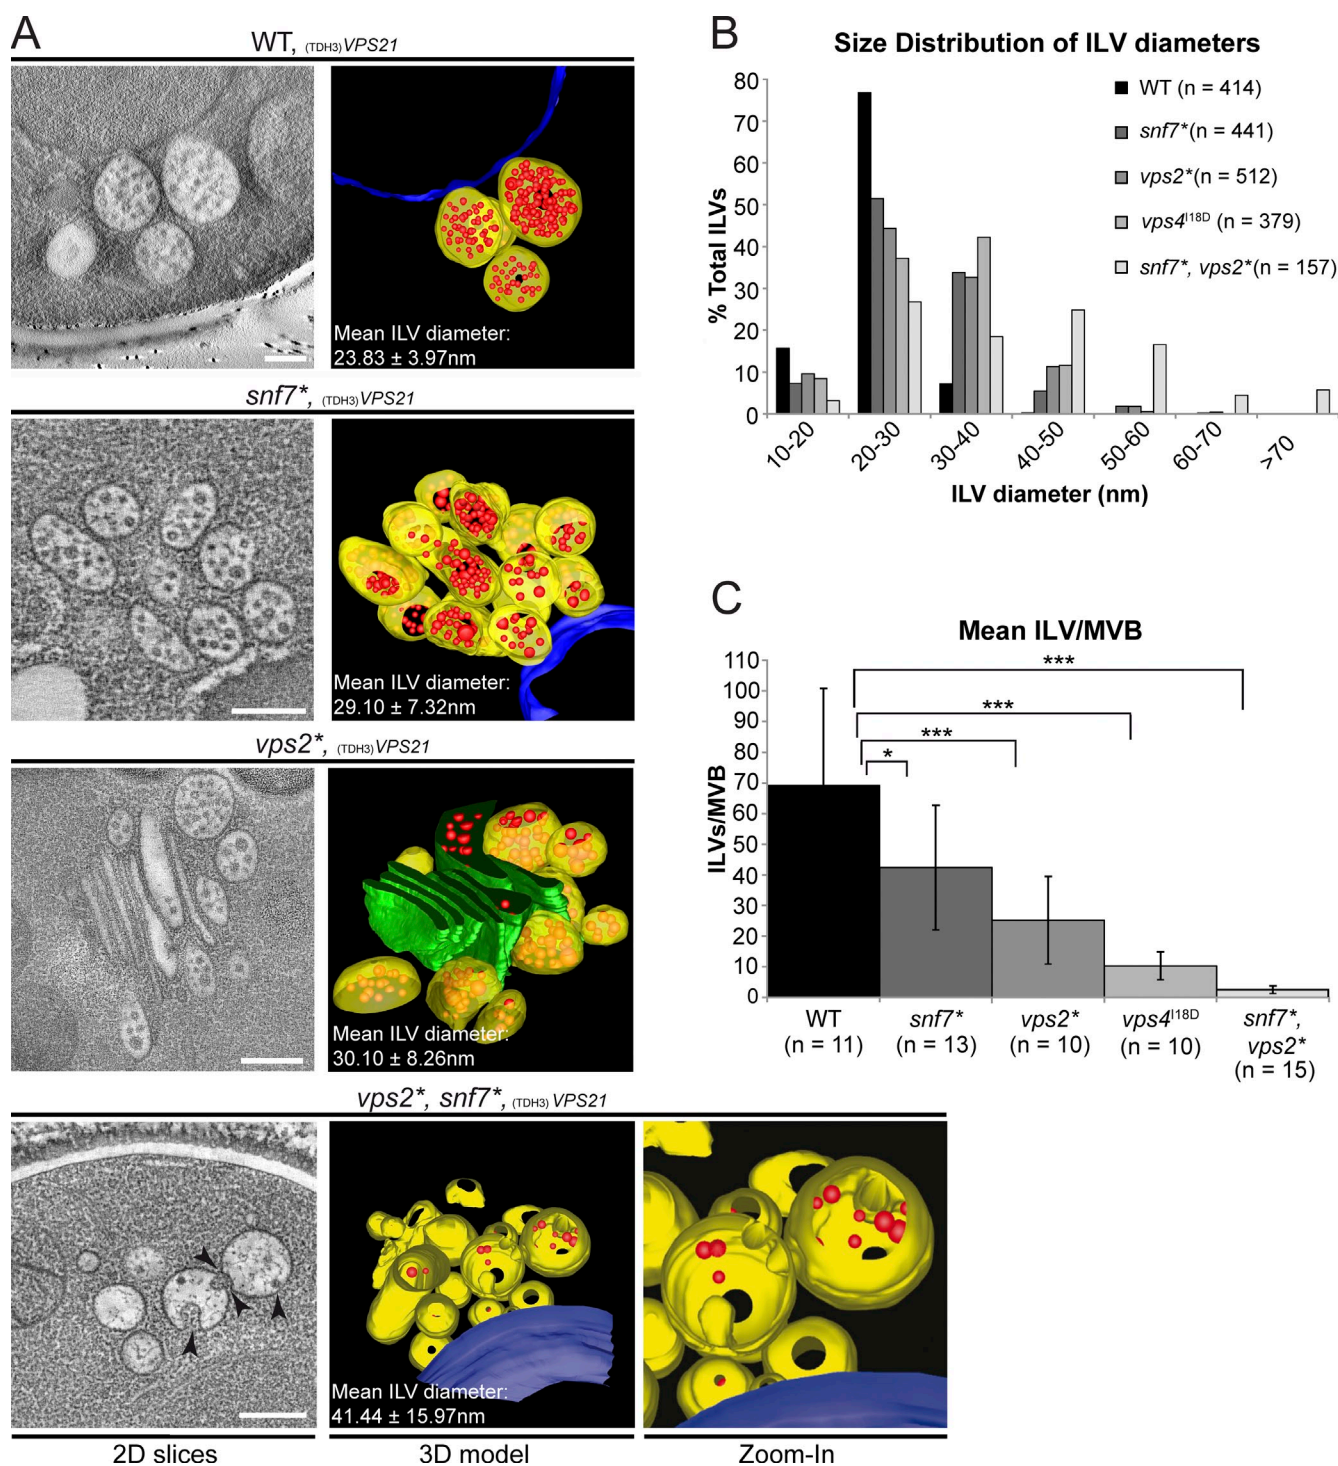 A
WT, (TDH3)VPS21
Mean ILV diameter:
23.83 ± 3.97nm
snf7*, (TDH3)VPS21
Mean ILV diameter:
29.10 ± 7.32nm
vps2*, (TDH3)VPS21
Mean ILV diameter:
30.10 ± 8.26nm
vps2*, snf7*, (TDH3)VPS21
Mean ILV diameter:
41.44 ± 15.97nm
2D slices
3D model
Zoom-In
B
Size Distribution of ILV diameters
80
70
60
50
40
30
20
10
0
% Total ILVs
WT (n = 414)
snf7*(n = 441)
vps2*(n = 512)
vps4I18D (n = 379)
snf7*, vps2*(n = 157)
10-20
20-30
30-40
40-50
50-60
60-70
>70
ILV diameter (nm)
C
Mean ILV/MVB
110
100
90
80
70
60
50
40
30
20
10
0
ILVs/MVB
***
***
***
*
WT
(n = 11)
snf7*
(n = 13)
vps2*
(n = 10)
vps4I18D
(n = 10)
snf7*,
vps2*
(n = 15)